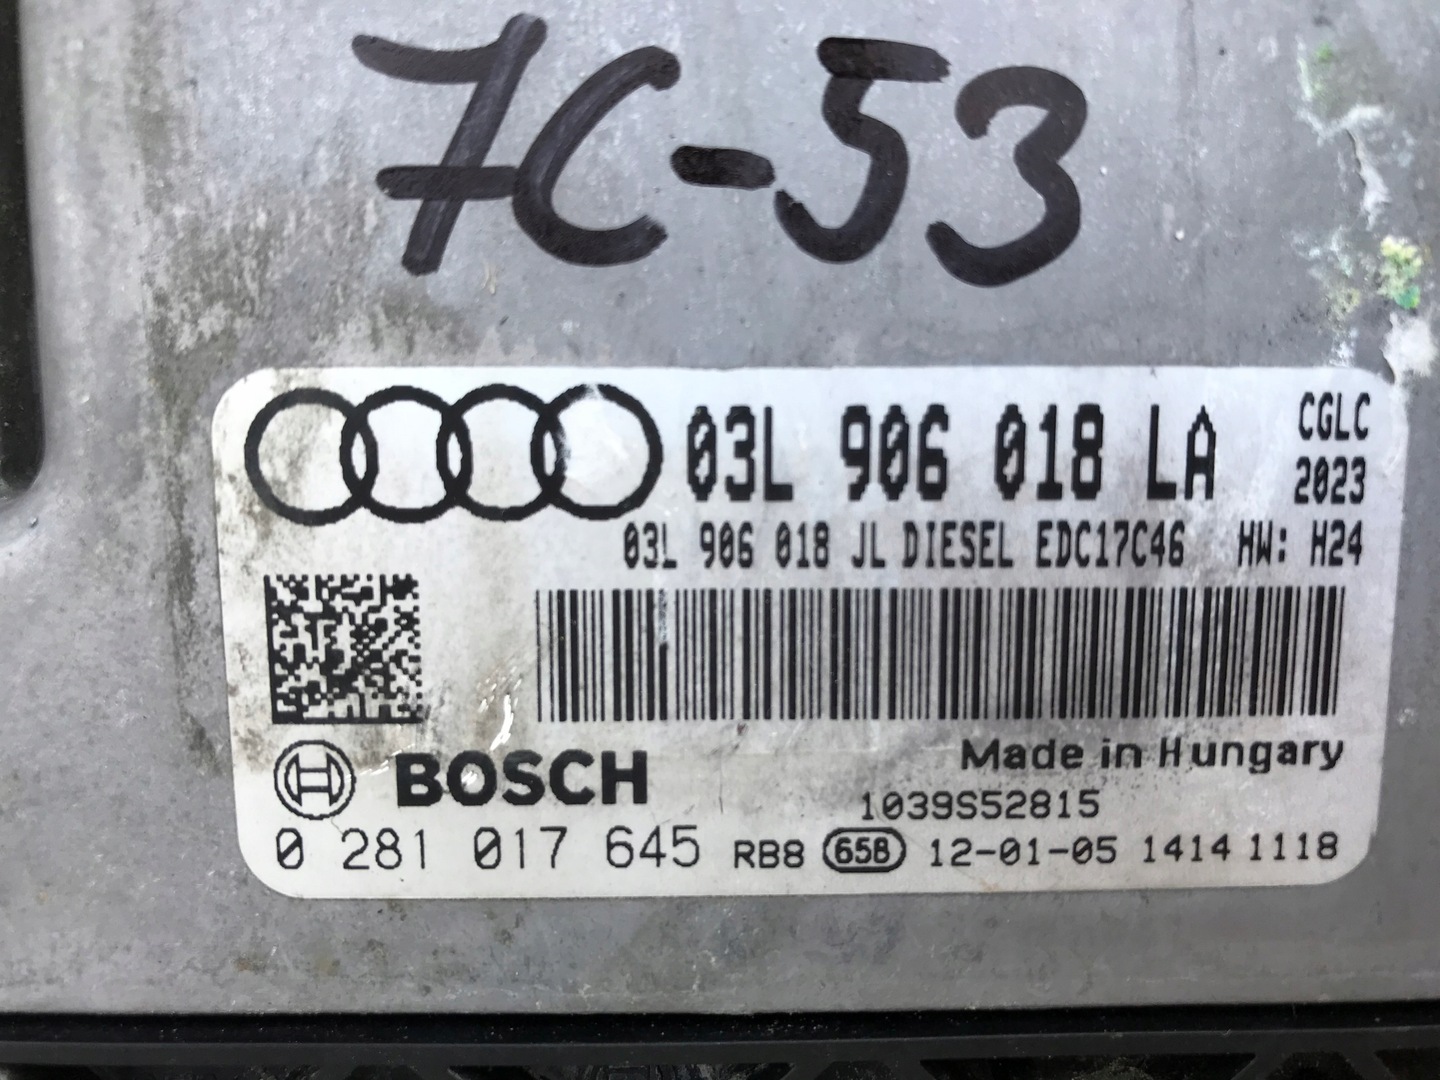 7C-53
03L 906 018 LA CGLC
2023
03L 906 018 JL DIESEL EDC17C46 HW: H24
BOSCH
Made in Hungary
1039S52815
0 281 017 645 RB8 658 12-01-05 1414 1118